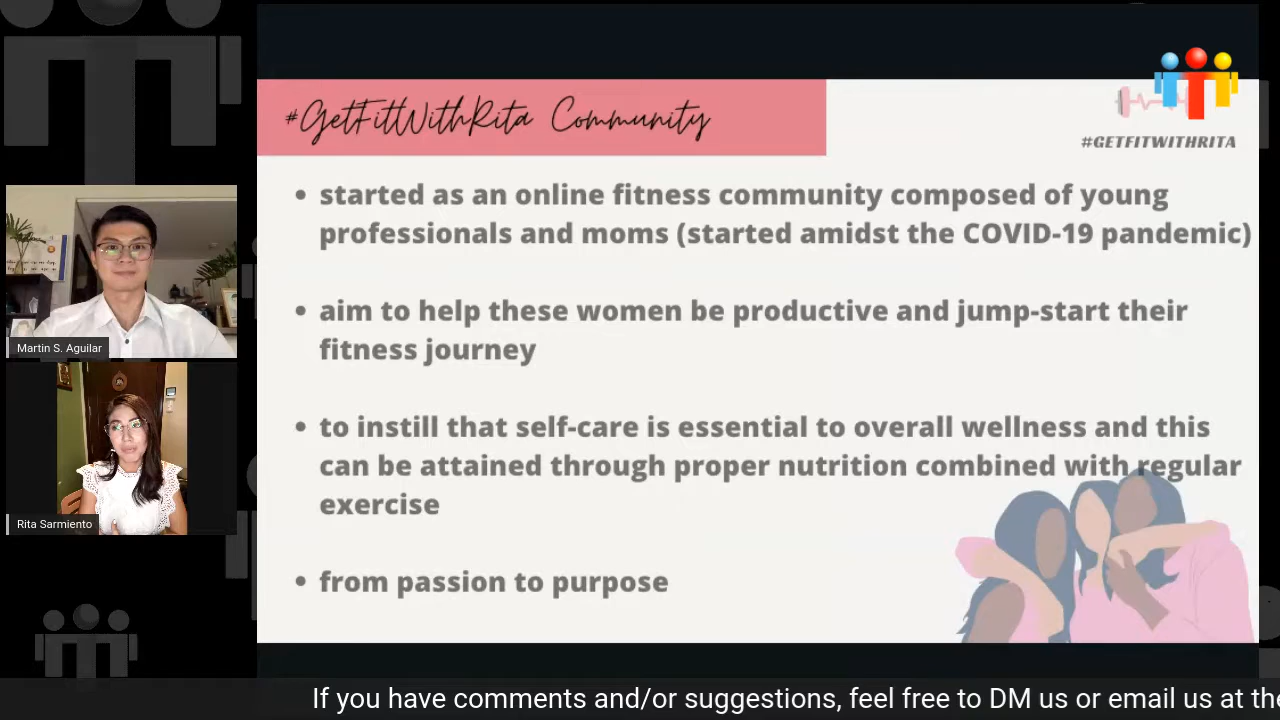 #GetFitWithRita Community
#GETFITWITHRITA
• started as an online fitness community composed of young
professionals and moms (started amidst the COVID-19 pandemic)
• aim to help these women be productive and jump-start their
fitness journey
• to instill that self-care is essential to overall wellness and this
can be attained through proper nutrition combined with regular
exercise
• from passion to purpose
Martin S. Aguilar
Rita Sarmiento
If you have comments and/or suggestions, feel free to DM us or email us at the